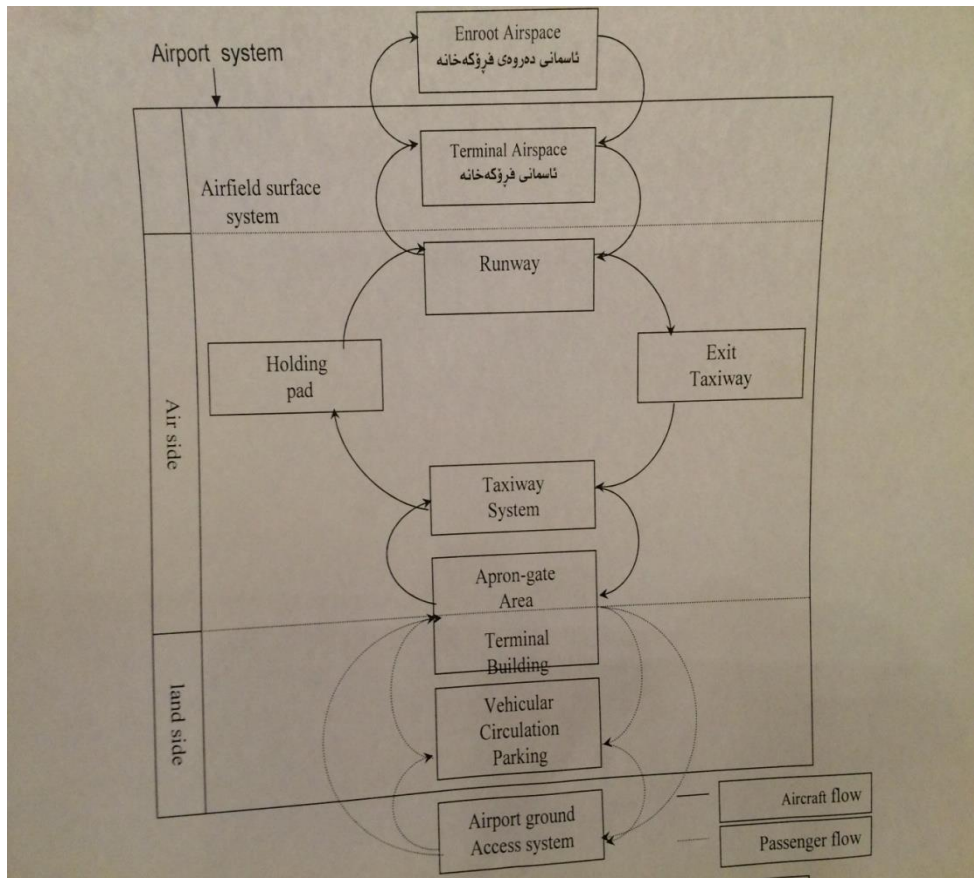 Airport system
Enroot Airspace
ئاسمانی دەروەی فڕۆکەخانە
Terminal Airspace
ئاسمانی فڕۆکەخانە
Airfield surface
system
Runway
Holding
pad
Exit
Taxiway
Air side
Taxiway
System
Apron-gate
Area
Terminal
Building
land side
Vehicular
Circulation
Parking
Airport ground
Access system
Aircraft flow
Passenger flow